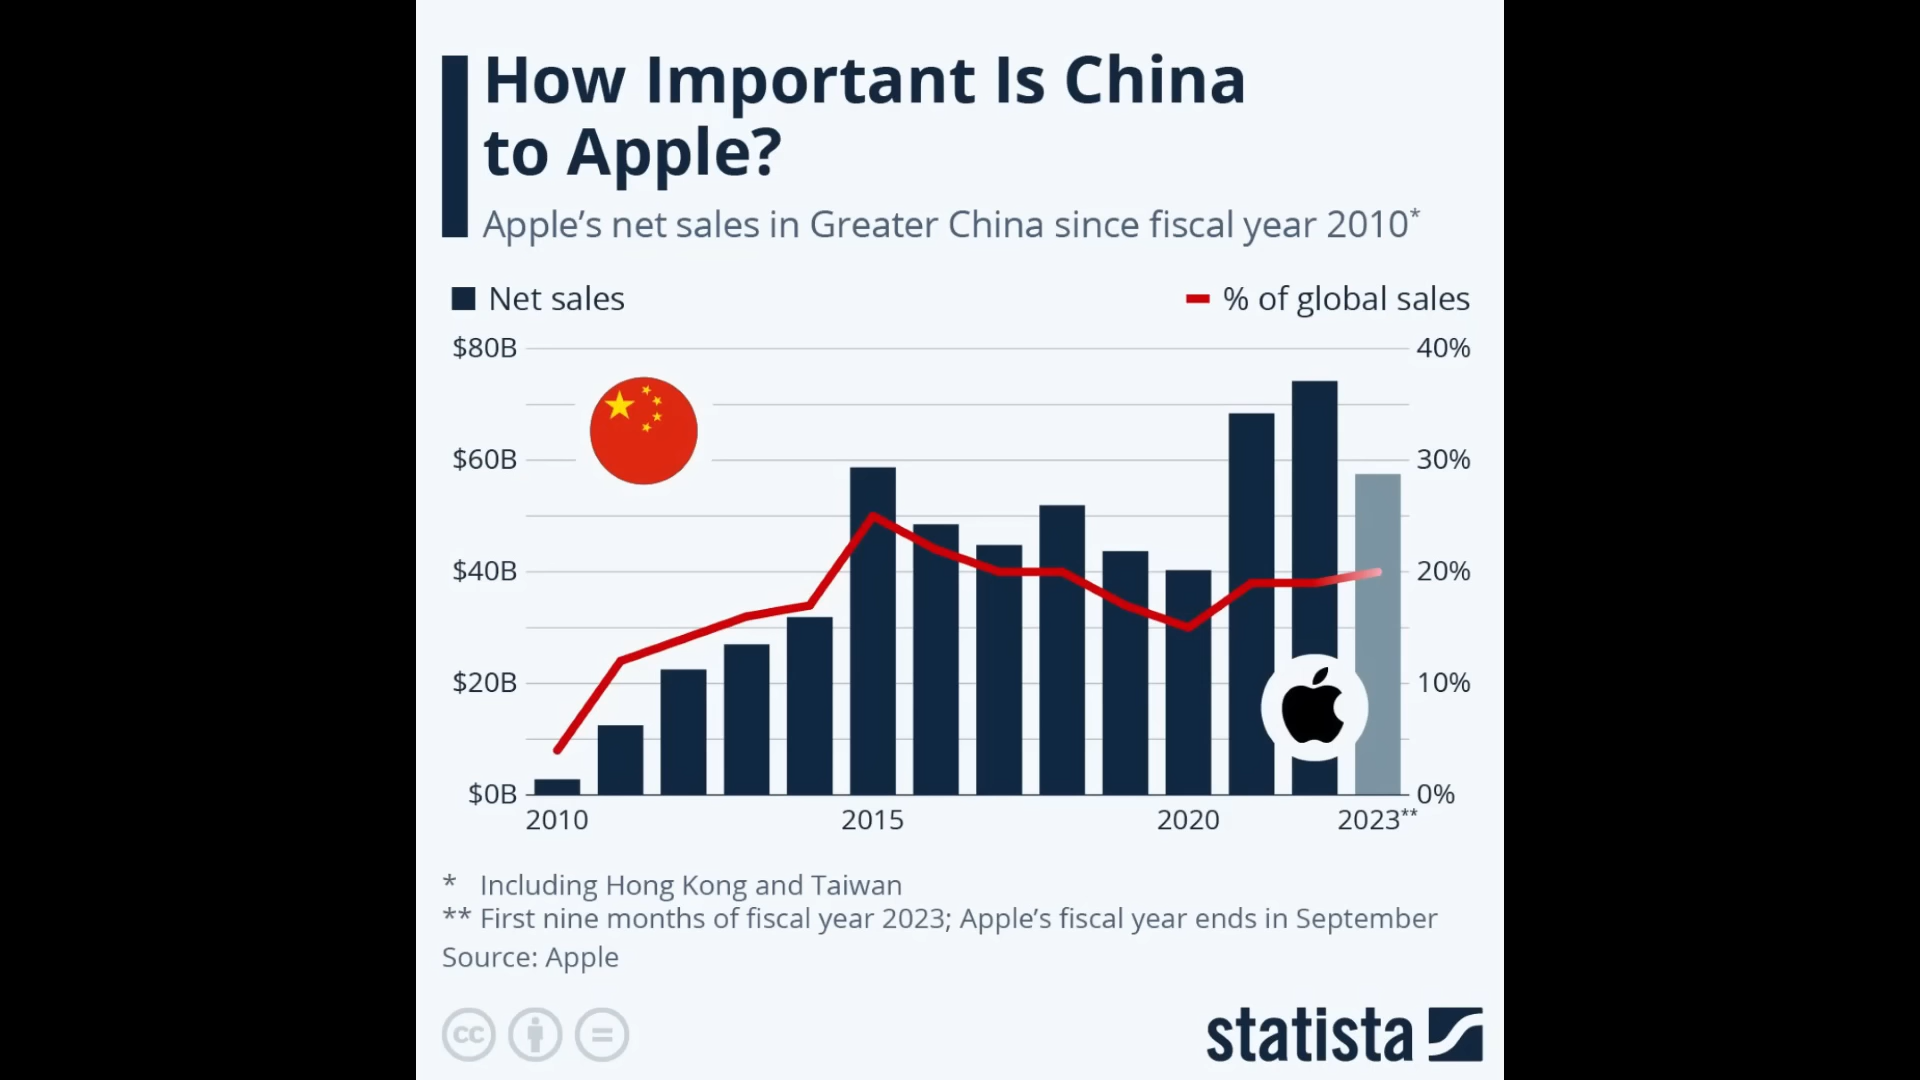 How Important Is China
to Apple?
Apple’s net sales in Greater China since fiscal year 2010*
Net sales
% of global sales
$80B
40%
$60B
30%
$40B
20%
$20B
10%
$0B
0%
2010
2015
2020
2023**
* Including Hong Kong and Taiwan
** First nine months of fiscal year 2023; Apple’s fiscal year ends in September
Source: Apple
cc
statista